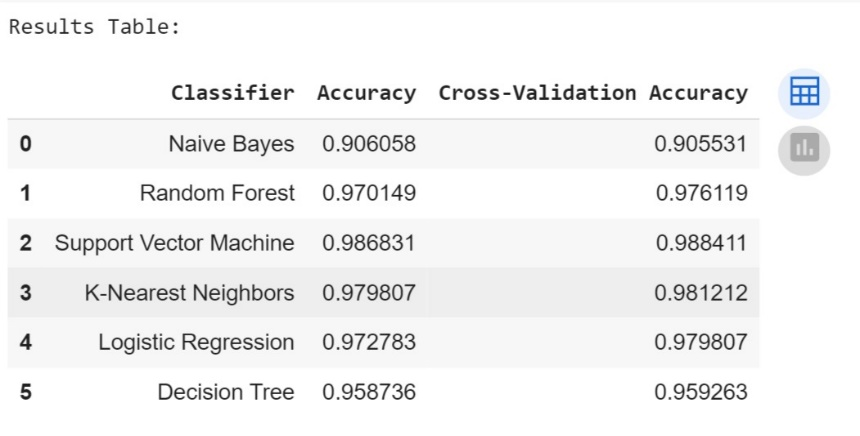 Results Table:
Classifier Accuracy Cross-Validation Accuracy
0 Naive Bayes 0.906058 0.905531
1 Random Forest 0.970149 0.976119
2 Support Vector Machine 0.986831 0.988411
3 K-Nearest Neighbors 0.979807 0.981212
4 Logistic Regression 0.972783 0.979807
5 Decision Tree 0.958736 0.959263